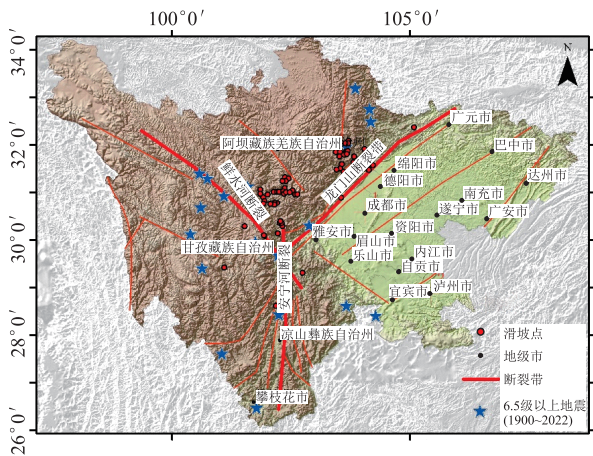 100°0′ 105°0′
34°0′
32°0′
30°0′
28°0′
26°0′
N
广元市
巴中市
阿坝藏族羌族自治州
绵阳市
达州市
德阳市
鲜水河断裂
龙门山断裂带
南充市
成都市
遂宁市
广安市
雅安市
资阳市
眉山市
甘孜藏族自治州
乐山市
内江市
自贡市
安宁河断裂
宜宾市
泸州市
凉山彝族自治州
攀枝花市
滑坡点
地级市
断裂带
6.5级以上地震
(1900~2022)